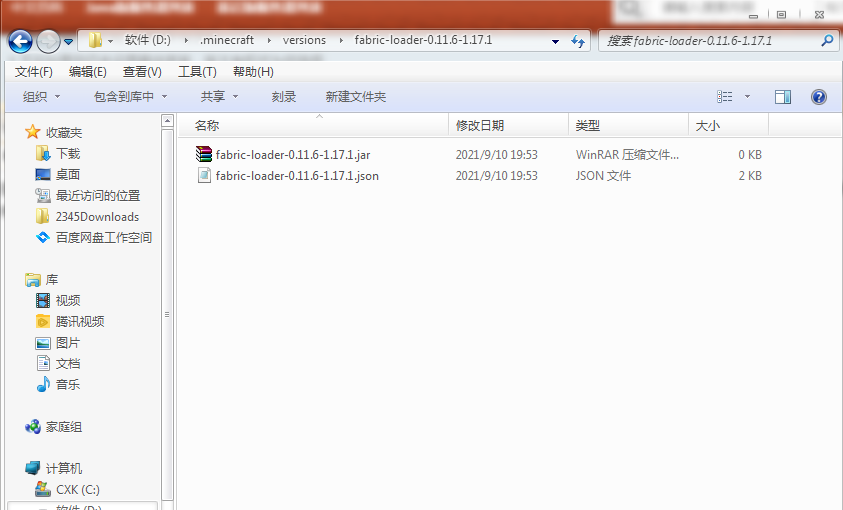 软件 (D:) .minecraft versions fabric-loader-0.11.6-1.17.1 搜索 fabric-loader-0.11.6-1.17.1
文件(F) 编辑(E) 查看(V) 工具(T) 帮助(H)
组织 包含到库中 共享 刻录 新建文件夹
名称 修改日期 类型 大小
fabric-loader-0.11.6-1.17.1.jar 2021/9/10 19:53 WinRAR 压缩文件... 0 KB
fabric-loader-0.11.6-1.17.1.json 2021/9/10 19:53 JSON 文件 2 KB
收藏夹
下载
桌面
最近访问的位置
2345Downloads
百度网盘工作空间
库
视频
腾讯视频
图片
文档
音乐
家庭组
计算机
CXK (C:)
软件 (D:)